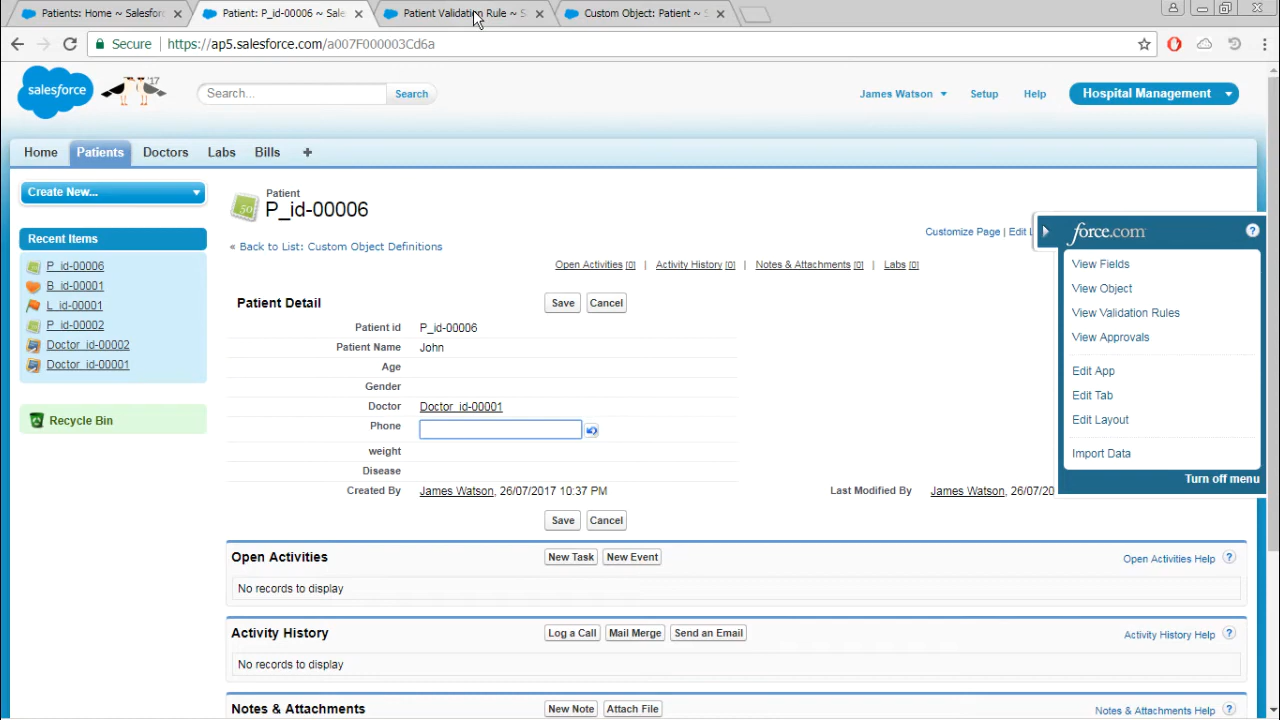 Patients: Home ~ Salesforc
Patient: P_id-00006 ~ Sale
Patient Validation Rule ~ S
Custom Object: Patient ~
Secure
https://ap5.salesforce.com/a007F000003Cd6a
salesforce
'17
Search...
Search
James Watson
Setup
Help
Hospital Management
Home
Patients
Doctors
Labs
Bills
+
Create New...
Recent Items
P_id-00006
B_id-00001
L_id-00001
P_id-00002
Doctor_id-00002
Doctor_id-00001
Recycle Bin
50
Patient
P_id-00006
« Back to List: Custom Object Definitions
Customize Page | Edit L
Open Activities [0] | Activity History [0] | Notes & Attachments [0] | Labs [0]
Patient Detail
Save
Cancel
Patient id P_id-00006
Patient Name John
Age
Gender
Doctor Doctor_id-00001
Phone
weight
Disease
Created By James Watson, 26/07/2017 10:37 PM
Last Modified By James Watson, 26/07/20
Save
Cancel
force.com
?
View Fields
View Object
View Validation Rules
View Approvals
Edit App
Edit Tab
Edit Layout
Import Data
Turn off menu
Open Activities
New Task
New Event
Open Activities Help ?
No records to display
Activity History
Log a Call
Mail Merge
Send an Email
Activity History Help ?
No records to display
Notes & Attachments
New Note
Attach File
Notes & Attachments Help ?